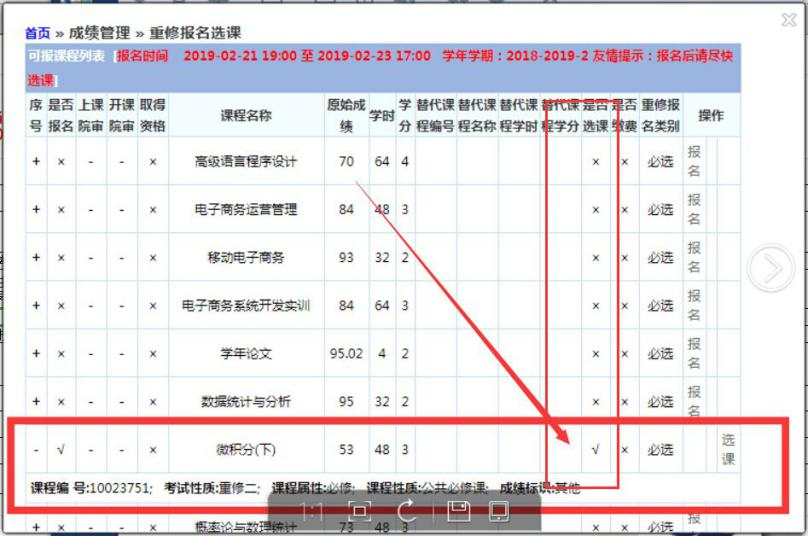 首页 » 成绩管理 » 重修报名选课
可报课程列表 [报名时间 2019-02-21 19:00 至 2019-02-23 17:00 学年学期：2018-2019-2 友情提示：报名后请尽快
选课]
序号 是否报名 上课院审 开课院审 取得资格 课程名称 原始成绩 学时 学分 替代课程编号 替代课程名称 替代课程学时 替代课程学分 是否选课 是否缴费 重修报名类别 操作
+ × - - × 高级语言程序设计 70 64 4 × × 必选 报名
+ × - - × 电子商务运营管理 84 48 3 × × 必选 报名
+ × - - × 移动电子商务 93 32 2 × × 必选 报名
+ × - - × 电子商务系统开发实训 84 64 3 × × 必选 报名
+ × - - × 学年论文 95.02 4 2 × × 必选 报名
+ × - - × 数据统计与分析 95 32 2 × × 必选 报名
- √ - - × 微积分(下) 53 48 3 √ × 必选 选课
课程编 号:10023751; 考试性质:重修二; 课程属性:必修; 课程性质:公共必修课; 成绩标识:其他
1:1
+ × - - × 概率论与数理统计 73 48 3 × × 必选 报